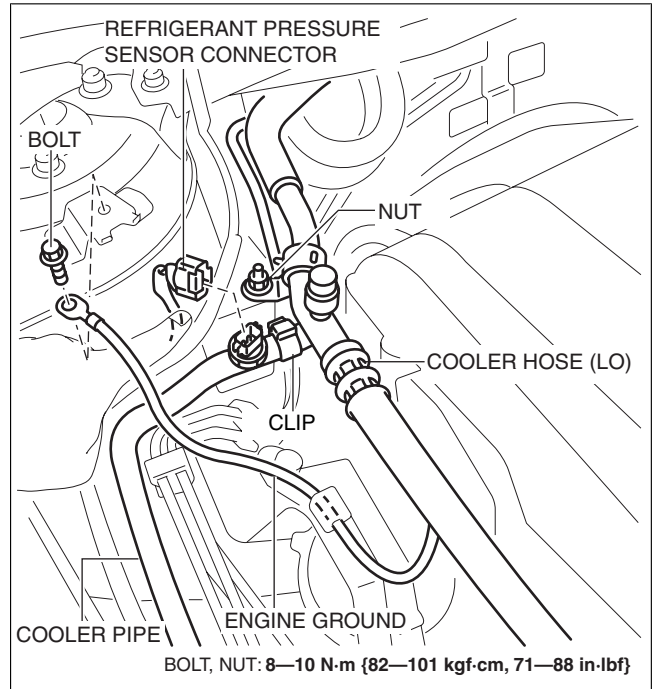 REFRIGERANT PRESSURE
SENSOR CONNECTOR
BOLT
NUT
COOLER HOSE (LO)
CLIP
ENGINE GROUND
COOLER PIPE
BOLT, NUT: 8—10 N·m {82—101 kgf·cm, 71—88 in·lbf}